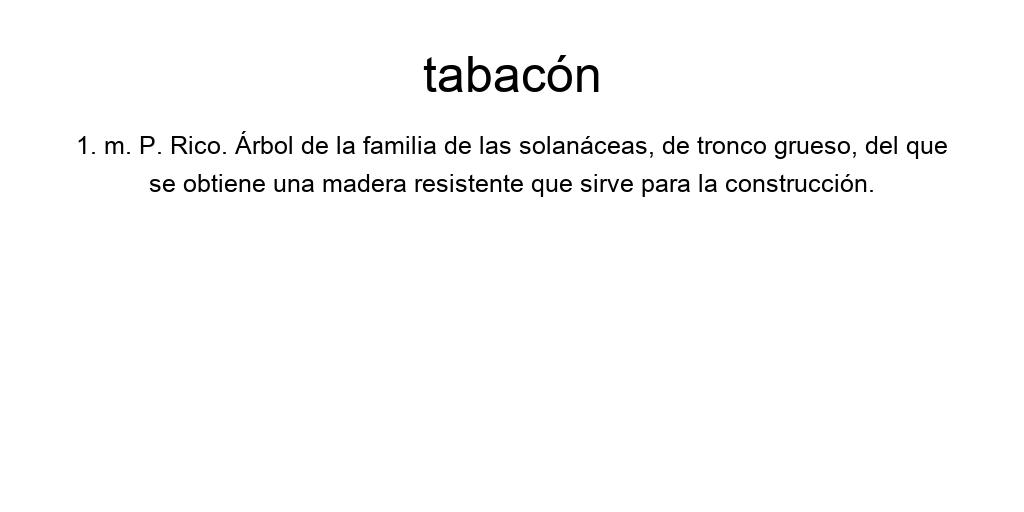 tabacón
1. m. P. Rico. Árbol de la familia de las solanáceas, de tronco grueso, del que
se obtiene una madera resistente que sirve para la construcción.